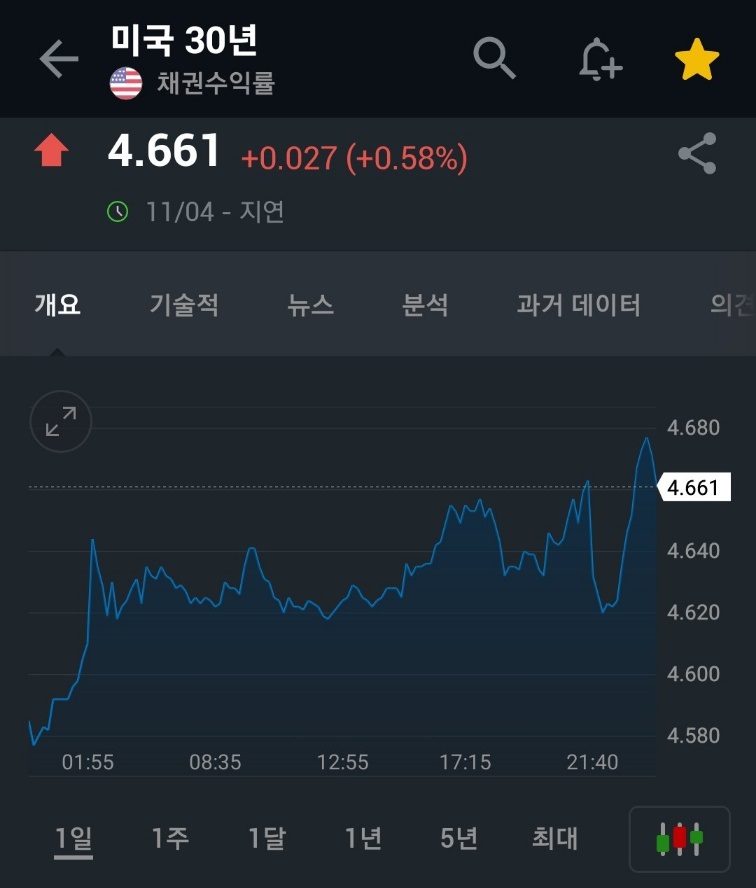 미국 30년
채권수익률
4.661 +0.027 (+0.58%)
11/04 - 지연
개요 기술적 뉴스 분석 과거 데이터 의견
4.680
4.661
4.640
4.620
4.600
4.580
01:55 08:35 12:55 17:15 21:40
1일 1주 1달 1년 5년 최대